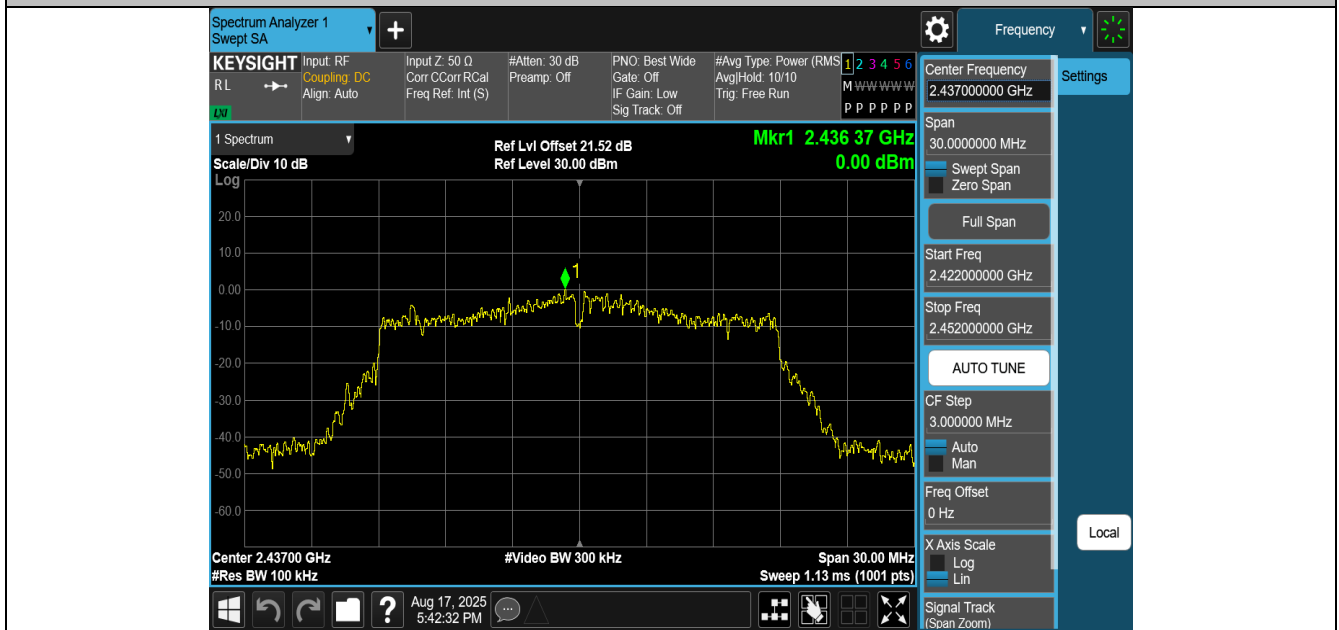 Spectrum Analyzer 1
Swept SA
+
Frequency
KEYSIGHT
R L
LXI
Input: RF
Coupling: DC
Align: Auto
Input Z: 50 Ω
Corr CCorr RCal
Freq Ref: Int (S)
#Atten: 30 dB
Preamp: Off
PNO: Best Wide
Gate: Off
IF Gain: Low
Sig Track: Off
#Avg Type: Power (RMS
Avg|Hold: 10/10
Trig: Free Run
1 2 3 4 5 6
M W W W W W
P P P P P P
1 Spectrum
Scale/Div 10 dB
Log
Ref Lvl Offset 21.52 dB
Ref Level 30.00 dBm
Mkr1 2.436 37 GHz
0.00 dBm
20.0
10.0
0.00
-10.0
-20.0
-30.0
-40.0
-50.0
-60.0
1
Center 2.43700 GHz
#Res BW 100 kHz
#Video BW 300 kHz
Span 30.00 MHz
Sweep 1.13 ms (1001 pts)
Center Frequency
2.437000000 GHz
Settings
Span
30.0000000 MHz
Swept Span
Zero Span
Full Span
Start Freq
2.422000000 GHz
Stop Freq
2.452000000 GHz
AUTO TUNE
CF Step
3.000000 MHz
Auto
Man
Freq Offset
0 Hz
X Axis Scale
Log
Lin
Local
Signal Track
(Span Zoom)
?
Aug 17, 2025
5:42:32 PM